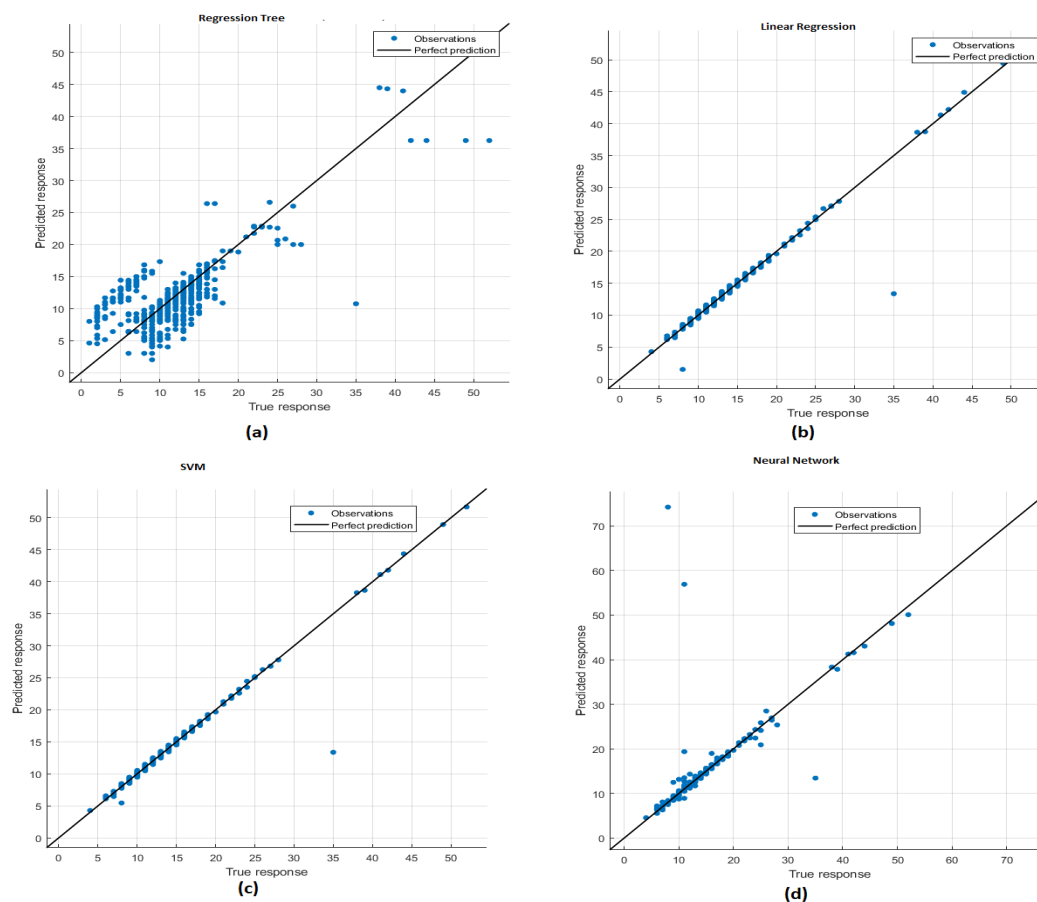 Regression Tree
Observations
Perfect prediction
50
45
40
35
30
25
20
15
10
5
0
Predicted response
0 5 10 15 20 25 30 35 40 45 50
True response
(a)
Linear Regression
Observations
Perfect prediction
50
45
40
35
30
25
20
15
10
5
0
Predicted response
0 5 10 15 20 25 30 35 40 45 50
True response
(b)
SVM
Observations
Perfect prediction
50
45
40
35
30
25
20
15
10
5
0
Predicted response
0 5 10 15 20 25 30 35 40 45 50
True response
(c)
Neural Network
Observations
Perfect prediction
70
60
50
40
30
20
10
0
Predicted response
0 10 20 30 40 50 60 70
True response
(d)